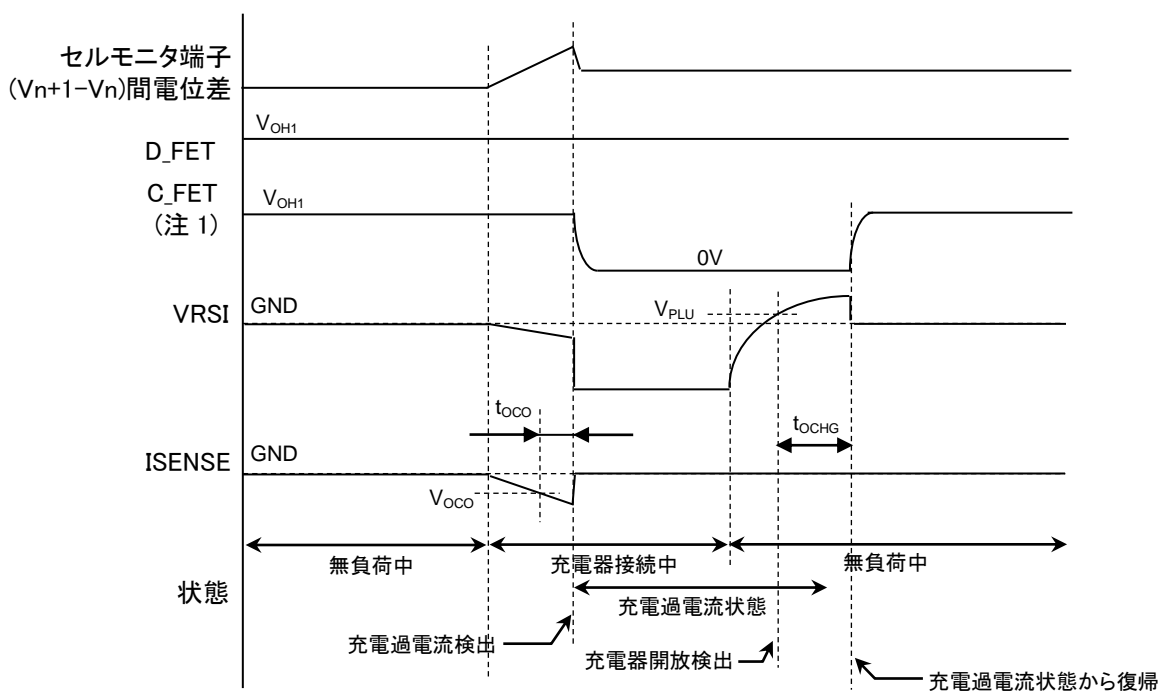 セルモニタ端子
(Vn+1-Vn)間電位差
VOH1
D_FET
C_FET
(注 1)
VOH1
0V
VRSI
GND
VPLU
tOCO
tOCHG
ISENSE
GND
VOCO
無負荷中
充電器接続中
無負荷中
状態
充電過電流状態
充電過電流検出
充電器開放検出
充電過電流状態から復帰